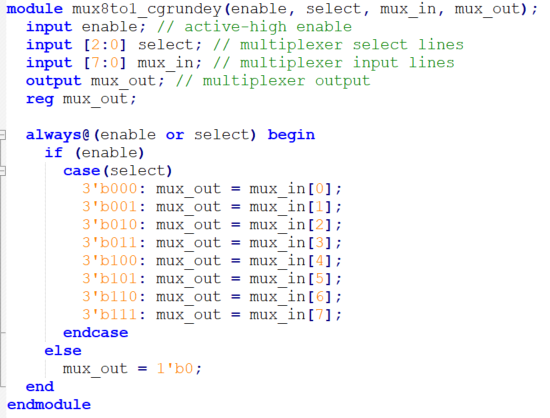 module mux8to1_cgrundey(enable, select, mux_in, mux_out);
  input enable; // active-high enable
  input [2:0] select; // multiplexer select lines
  input [7:0] mux_in; // multiplexer input lines
  output mux_out; // multiplexer output
  reg mux_out;

  always@(enable or select) begin
    if (enable)
      case(select)
        3'b000: mux_out = mux_in[0];
        3'b001: mux_out = mux_in[1];
        3'b010: mux_out = mux_in[2];
        3'b011: mux_out = mux_in[3];
        3'b100: mux_out = mux_in[4];
        3'b101: mux_out = mux_in[5];
        3'b110: mux_out = mux_in[6];
        3'b111: mux_out = mux_in[7];
      endcase
    else
      mux_out = 1'b0;
  end
endmodule